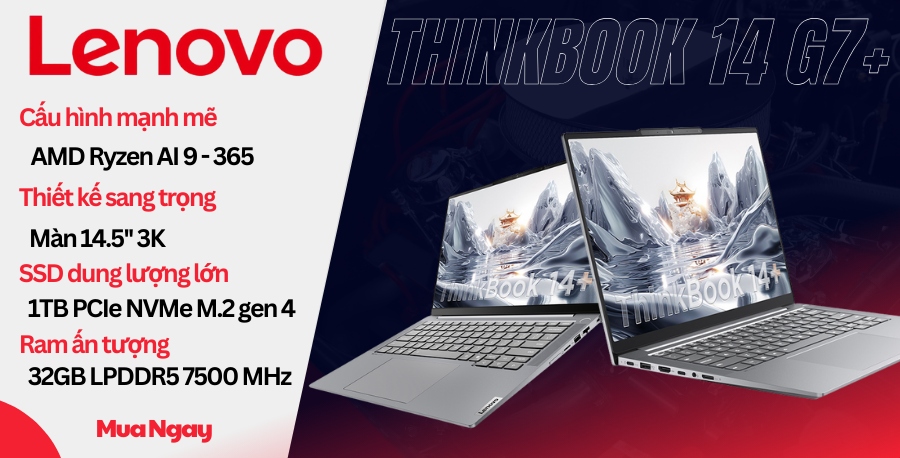 Lenovo
THINKBOOK 14 G7+
Cấu hình mạnh mẽ
AMD Ryzen AI 9 - 365
Thiết kế sang trọng
Màn 14.5" 3K
SSD dung lượng lớn
1TB PCIe NVMe M.2 gen 4
Ram ấn tượng
32GB LPDDR5 7500 MHz
Mua Ngay
ThinkBook 14+
ThinkBook 14+
Lenovo